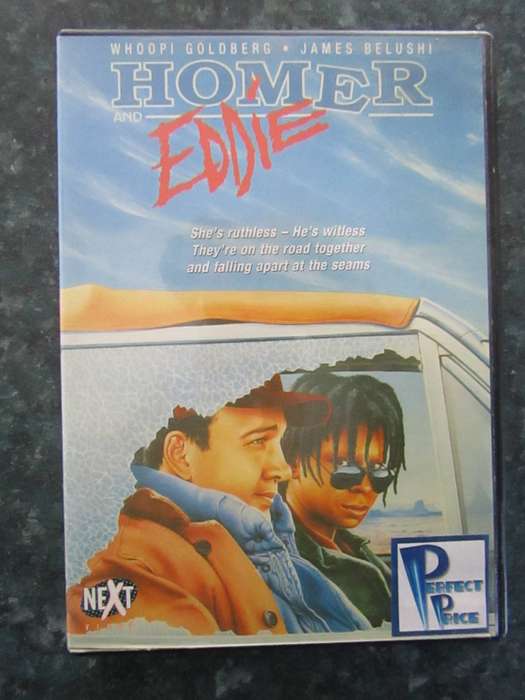 WHOOPI GOLDBERG • JAMES BELUSHI
HOMER
AND
EDDIE
She's ruthless – He's witless
They're on the road together
and falling apart at the seams
NEXT
PERFECT
PRICE